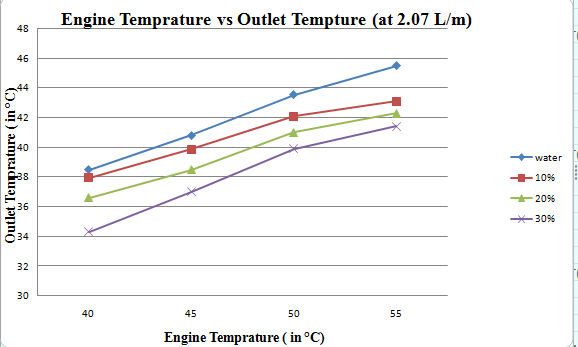 Engine Temprature vs Outlet Tempture (at 2.07 L/m)
48
46
44
42
40
38
36
34
32
30
Outlet Temprature ( in °C)
40 45 50 55
Engine Temprature ( in °C)
water
10%
20%
30%